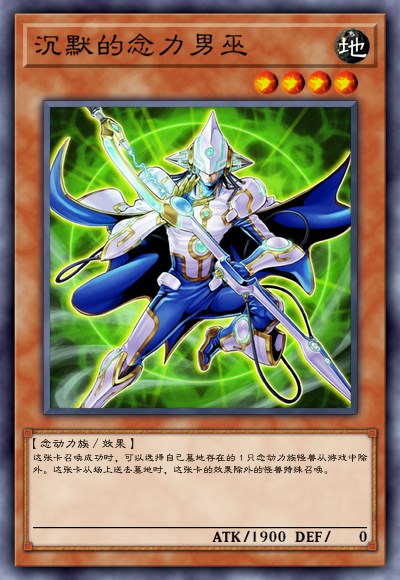 沉默的念力男巫
地
【念动力族／效果】
这张卡召唤成功时，可以选择自己墓地存在的1只念动力族怪兽从游戏中除
外。这张卡从场上送去墓地时，这张卡的效果除外的怪兽特殊召唤。
ATK/1900 DEF/ 0